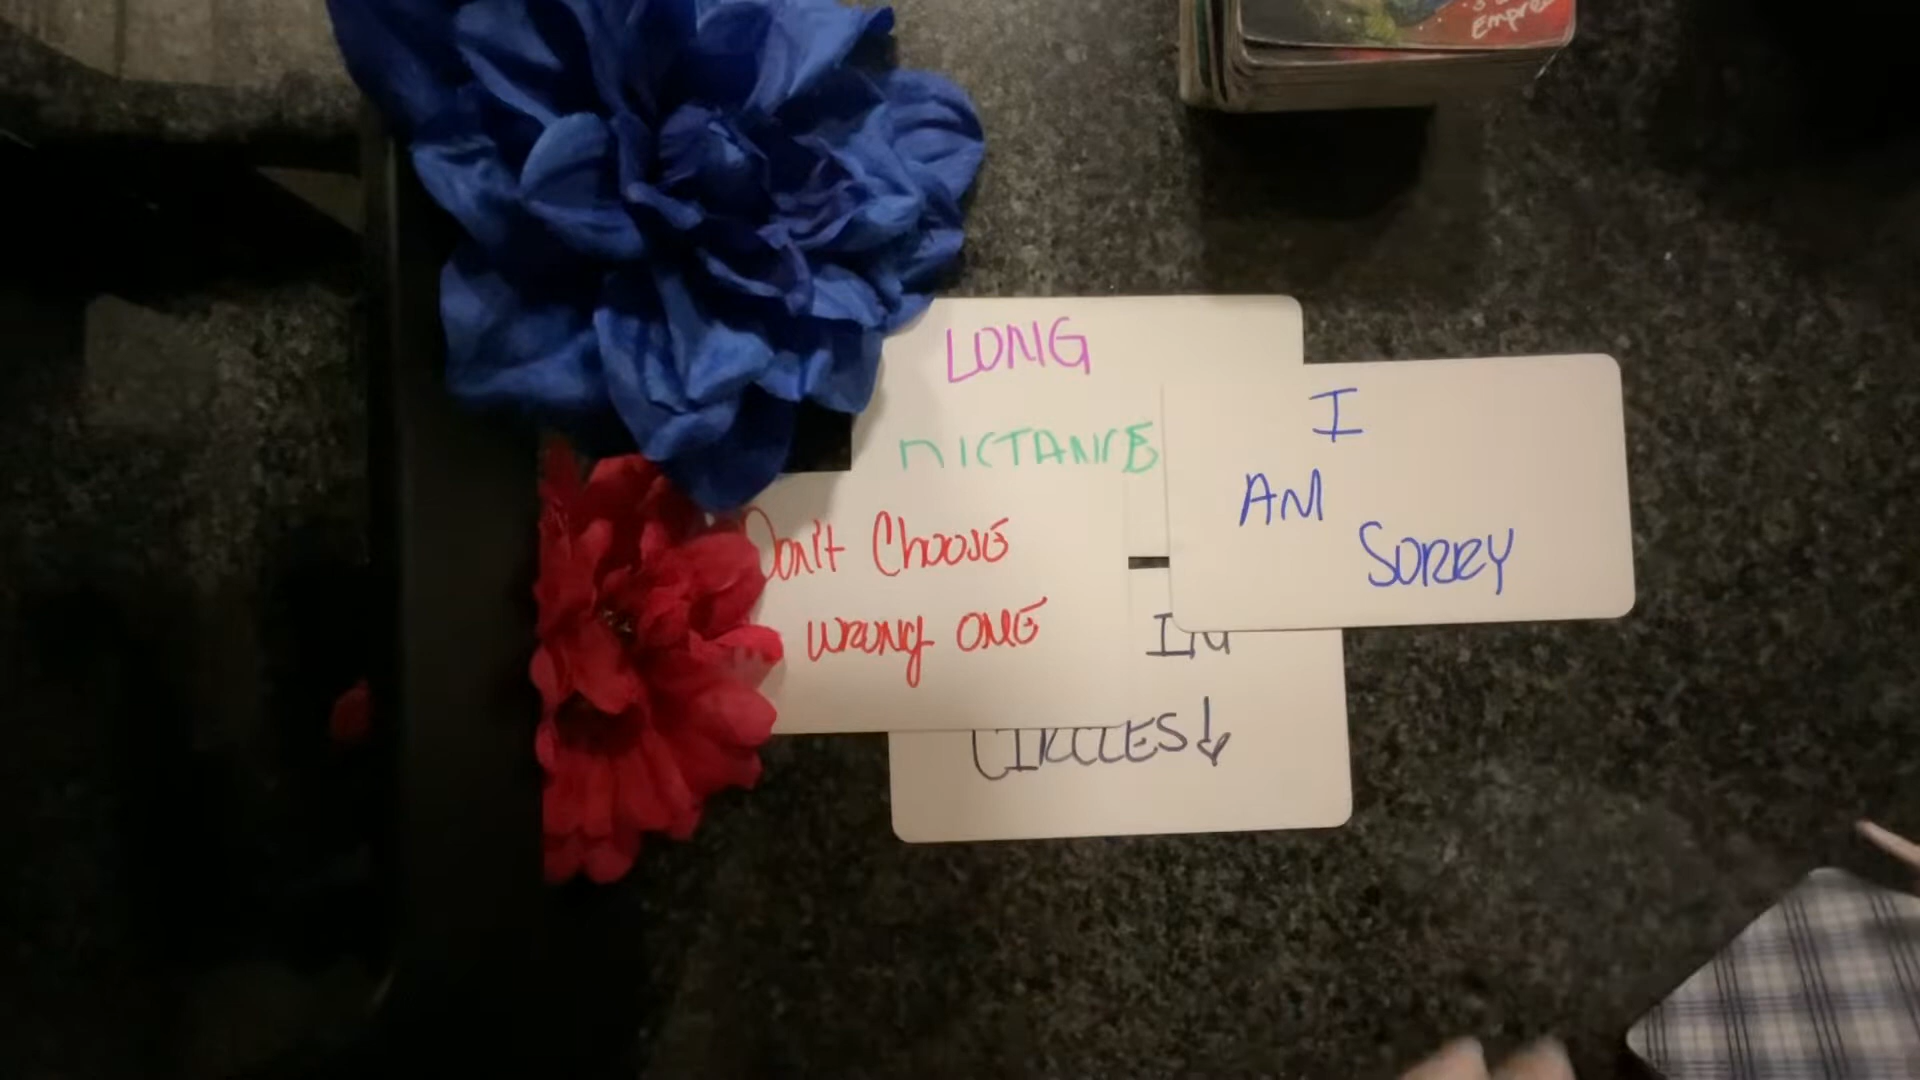 LONG
DISTANCE
I
AM
SORRY
Don't Choose
wrong one
IN
CIRCLES↓